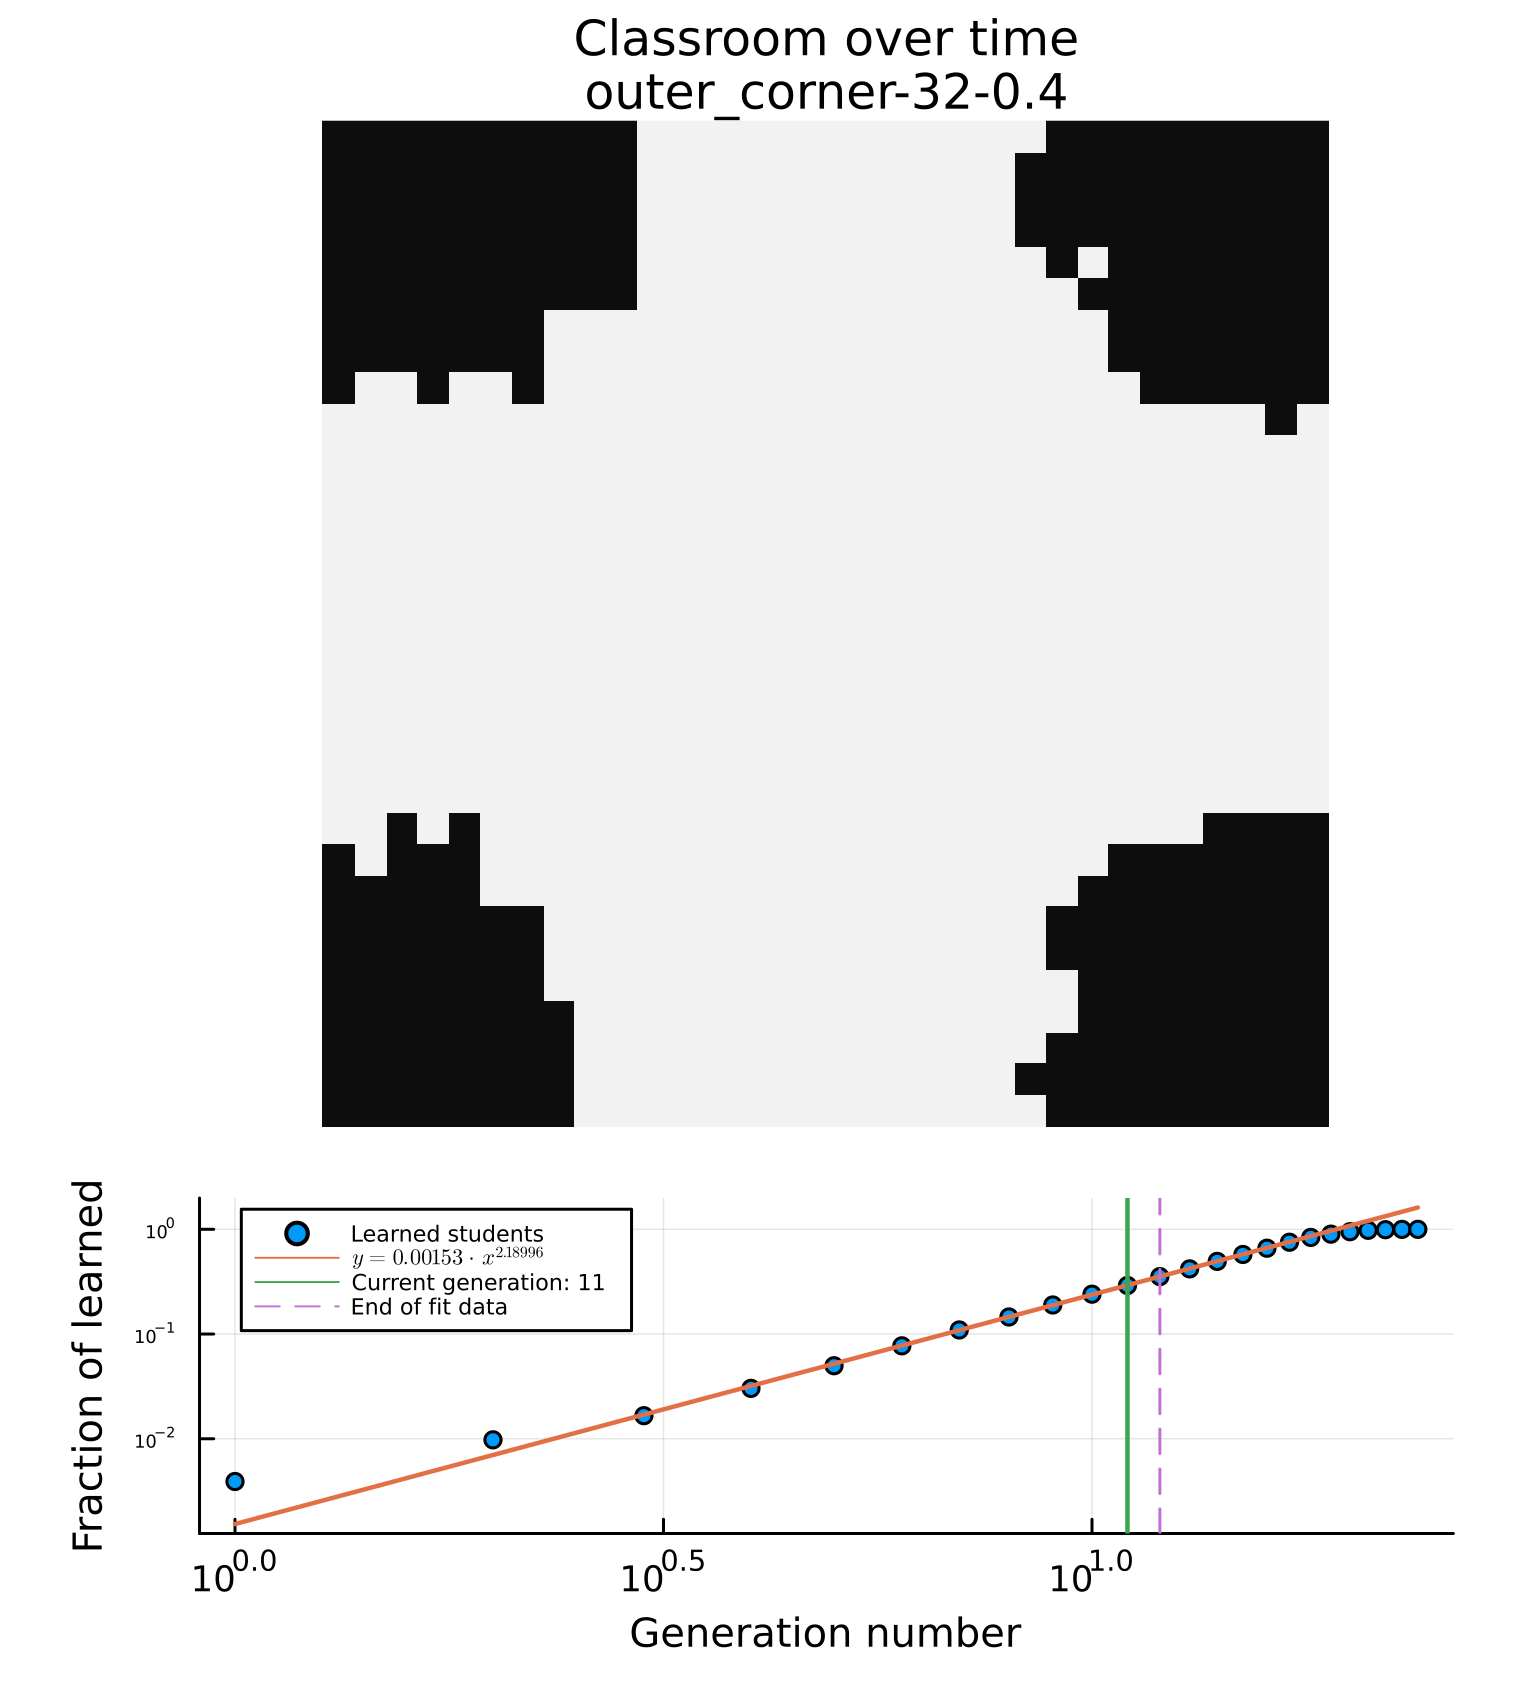 Classroom over time
outer_corner-32-0.4
Fraction of learned
10^0
10^−1
10^−2
Learned students
y = 0.00153 · x^2.18996
Current generation: 11
End of fit data
10^0.0 10^0.5 10^1.0
Generation number